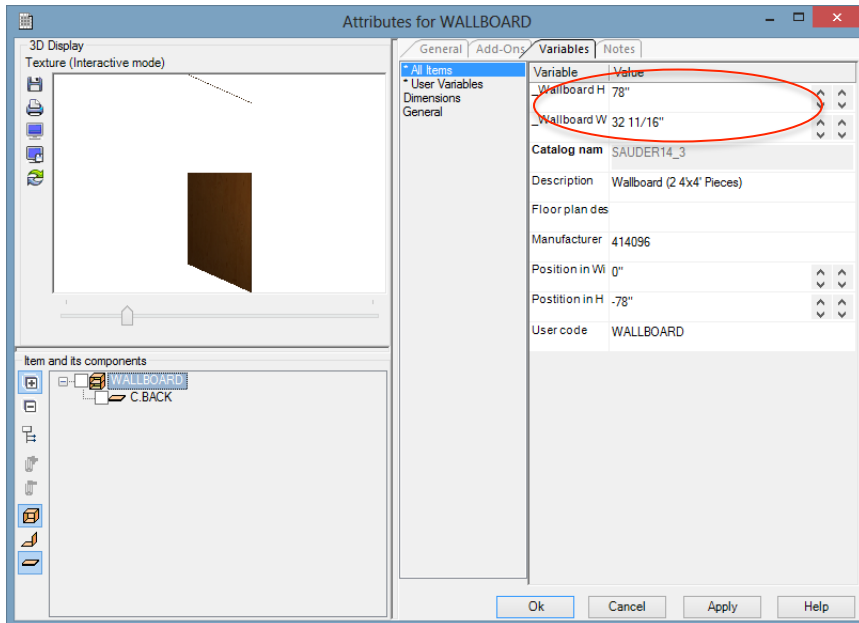 Attributes for WALLBOARD
3D Display
Texture (Interactive mode)
Item and its components
WALLBOARD
C.BACK
General Add-Ons Variables Notes
* All Items
* User Variables
Dimensions
General
Variable Value
_Wallboard H 78"
_Wallboard W 32 11/16"
Catalog nam SAUDER14_3
Description Wallboard (2 4'x4' Pieces)
Floor plan des
Manufacturer 414096
Position in Wi 0"
Postition in H -78"
User code WALLBOARD
Ok Cancel Apply Help